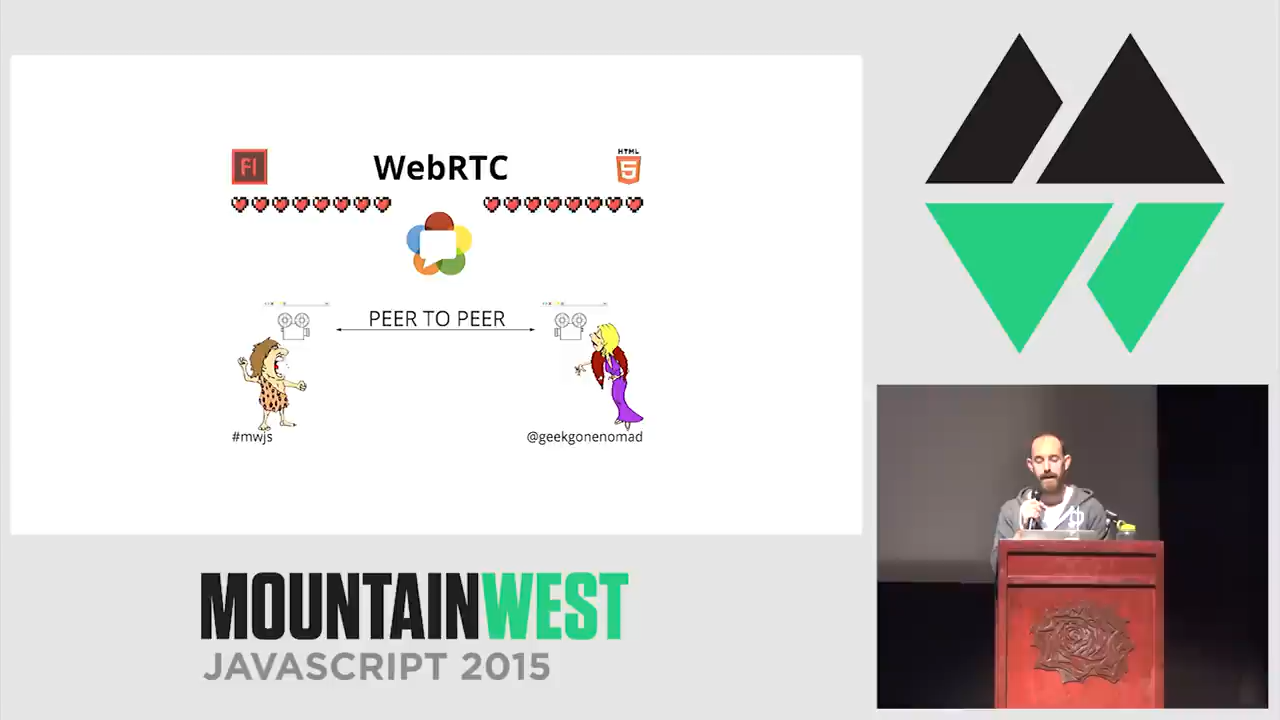 Fl
WebRTC
HTML
5
PEER TO PEER
#mwjs
@geekgonenomad
MOUNTAINWEST
JAVASCRIPT 2015